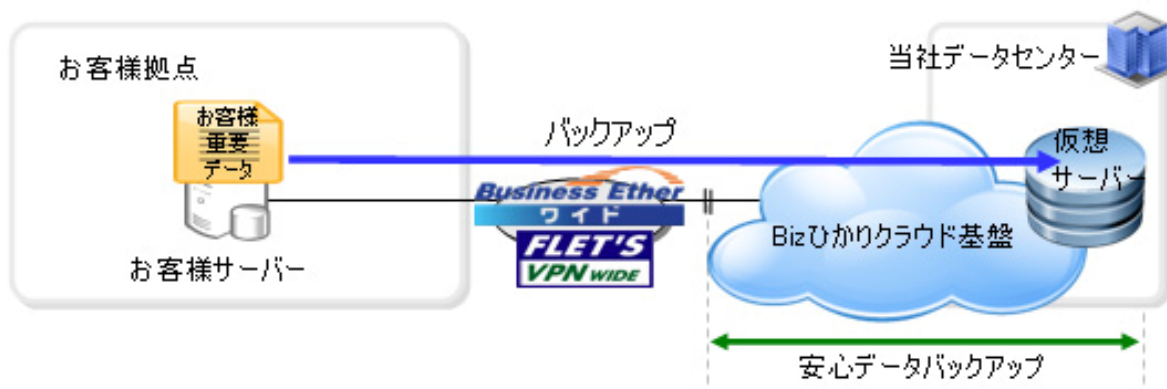 お客様拠点
お客様
重要
データ
お客様サーバー
バックアップ
Business Ether
ワイド
FLET'S
VPN WIDE
当社データセンター
仮想
サーバー
Bizひかりクラウド基盤
安心データバックアップ